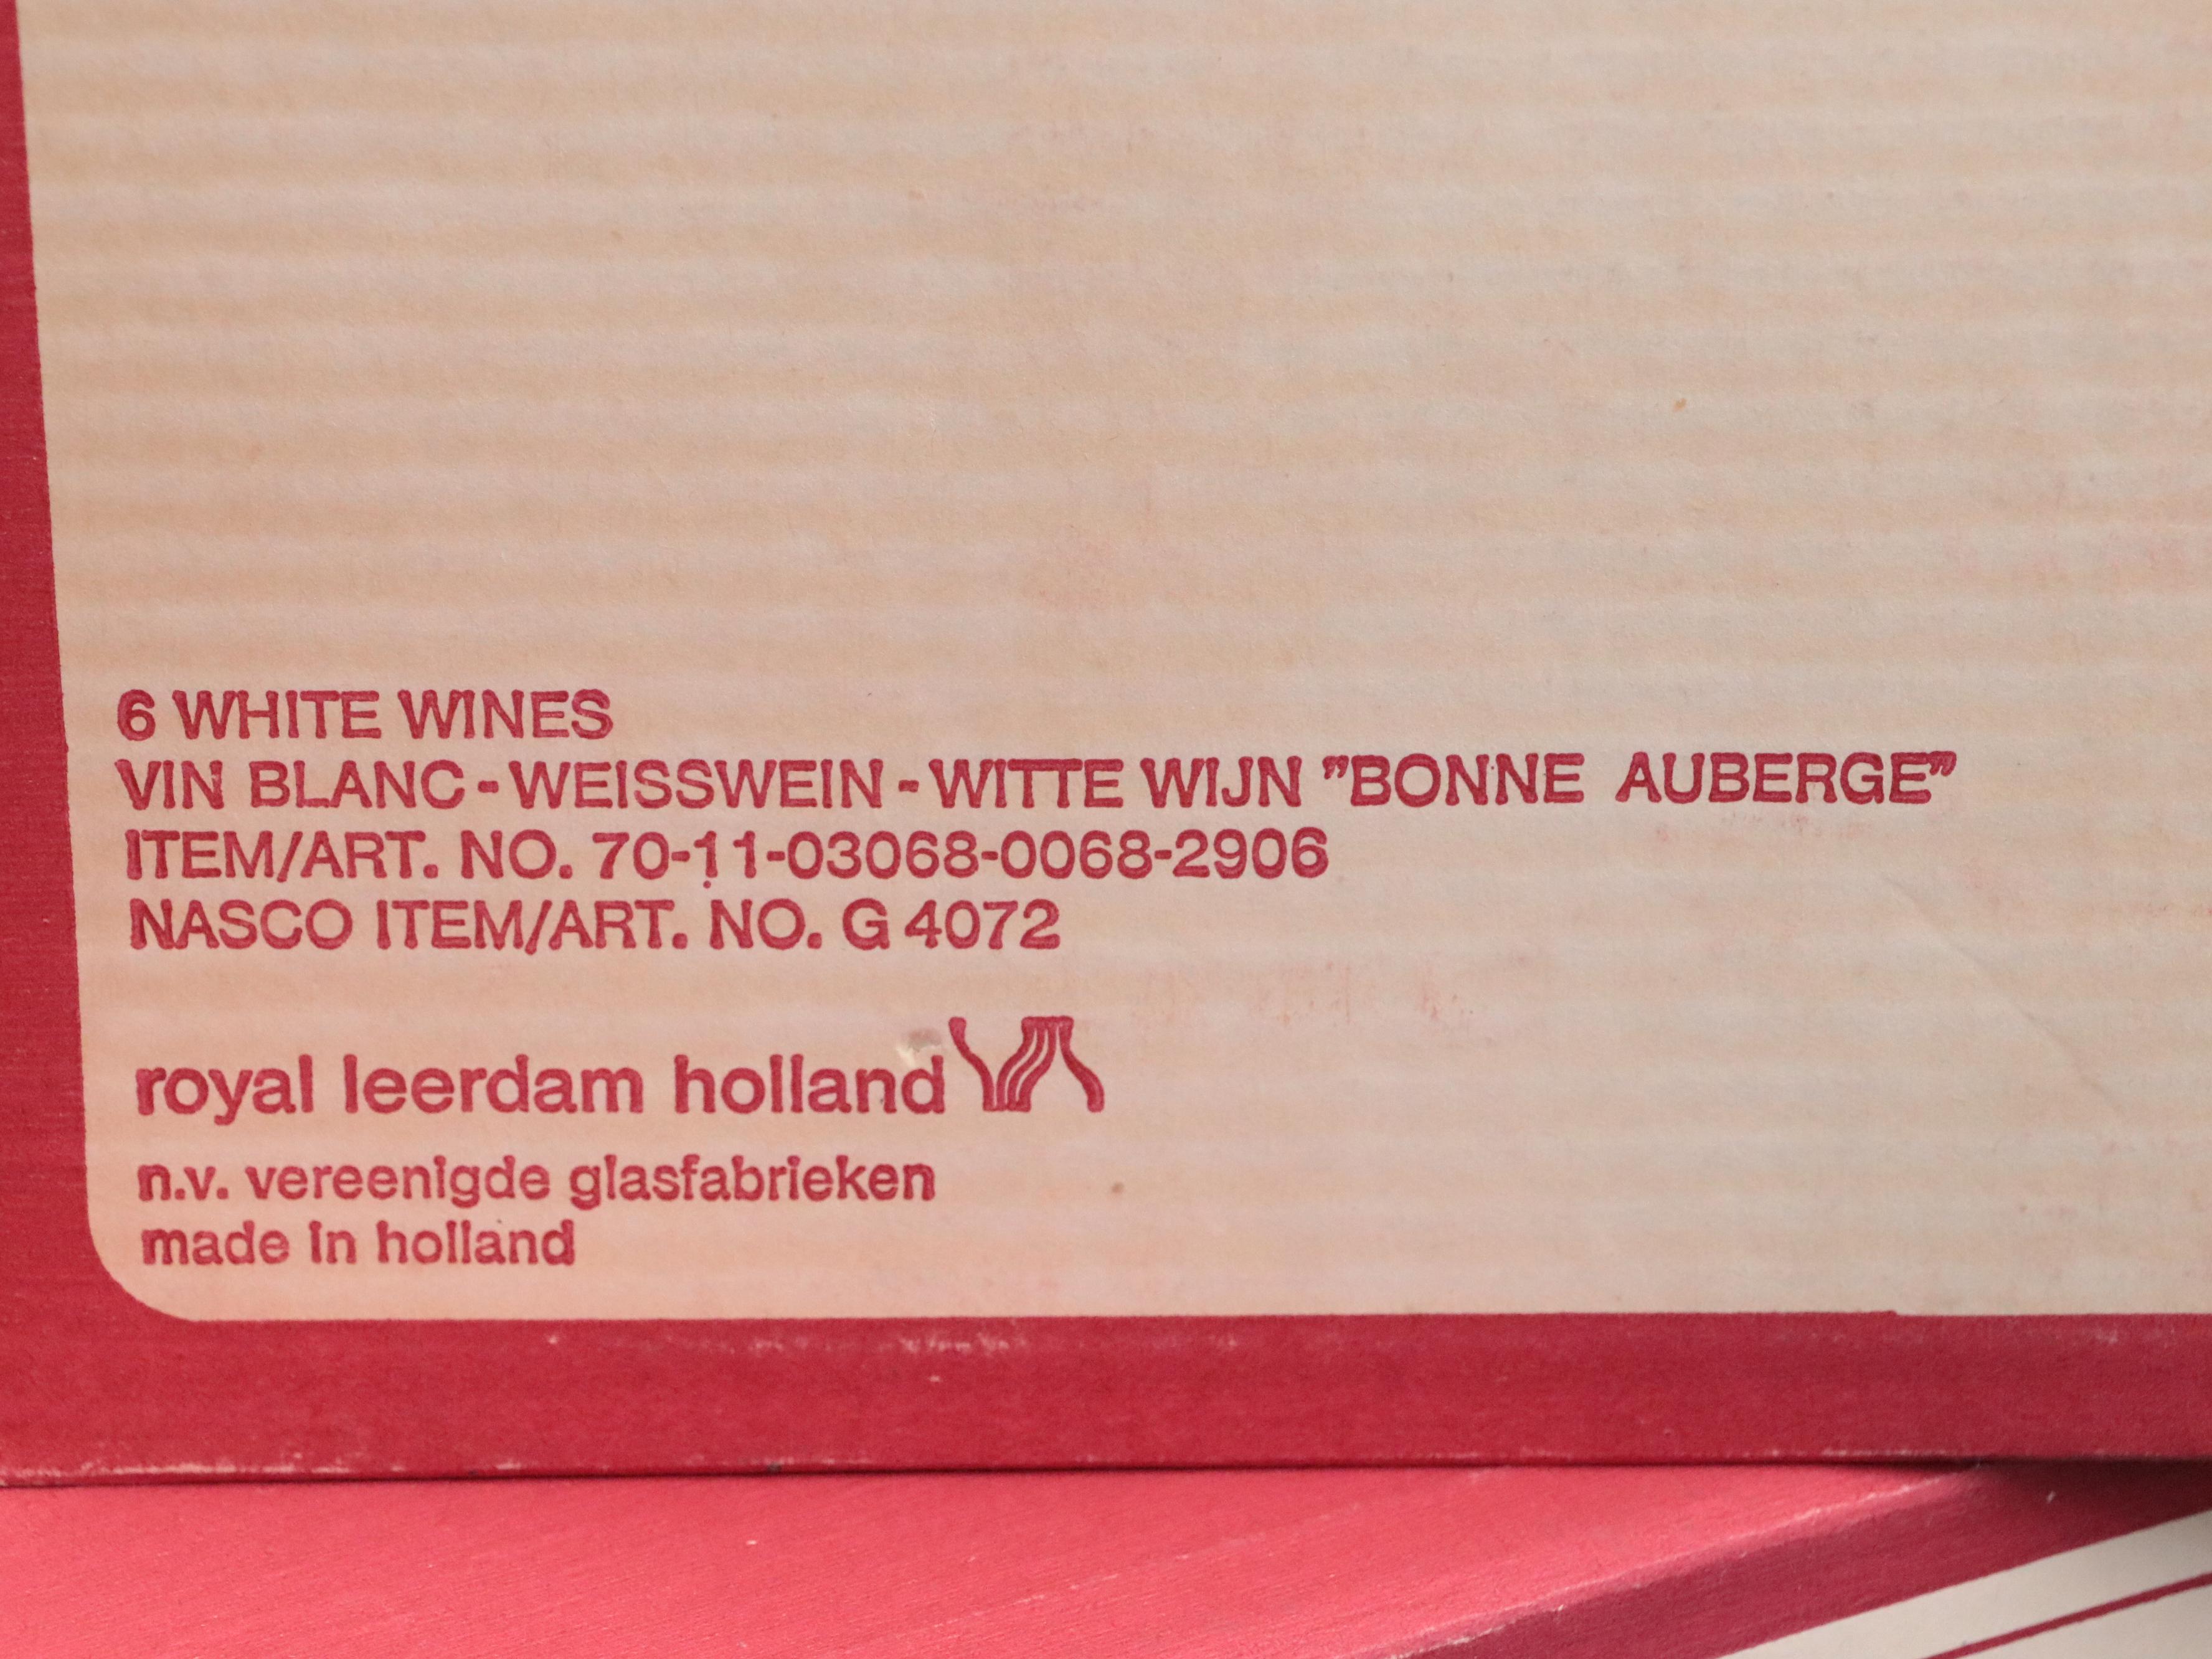 6 WHITE WINES
VIN BLANC - WEISSWEIN - WITTE WIJN "BONNE AUBERGE"
ITEM/ART. NO. 70-11-03068-0068-2906
NASCO ITEM/ART. NO. G 4072
royal leerdam holland
n.v. vereenigde glasfabrieken
made in holland